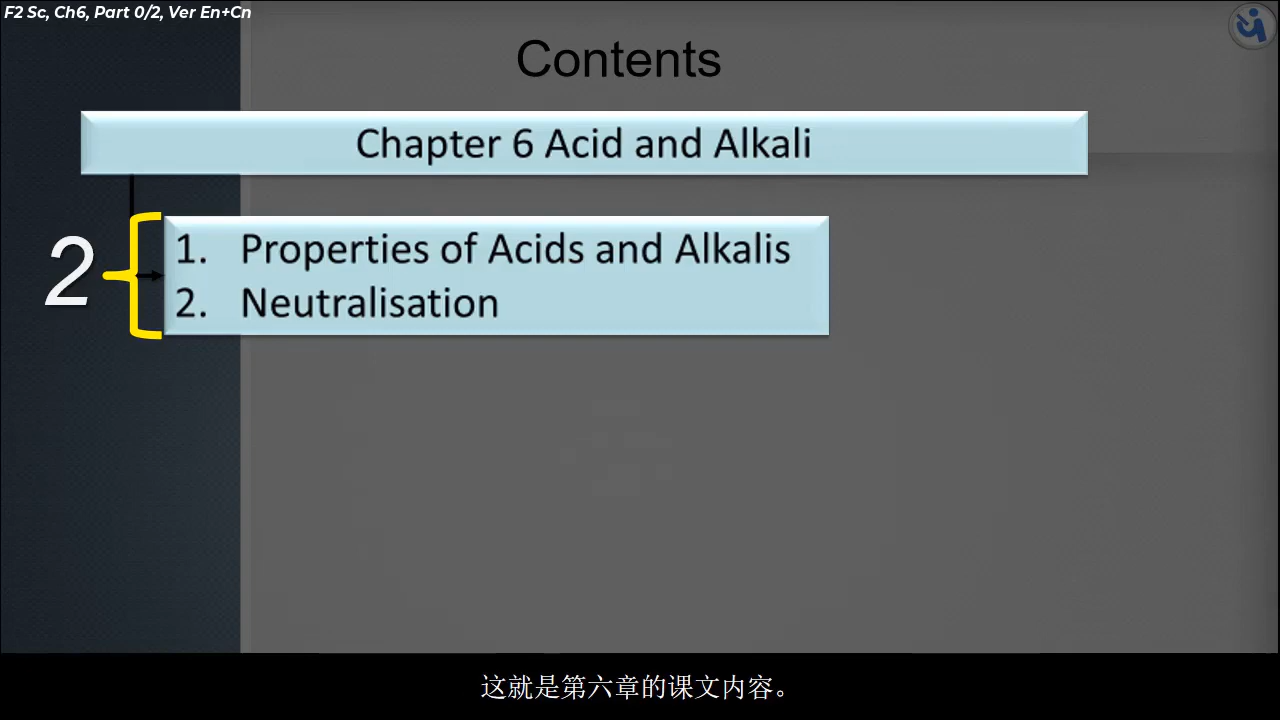 F2 Sc, Ch6, Part 0/2, Ver En+Cn
Contents
Chapter 6 Acid and Alkali
2
1. Properties of Acids and Alkalis
2. Neutralisation
这就是第六章的课文内容。